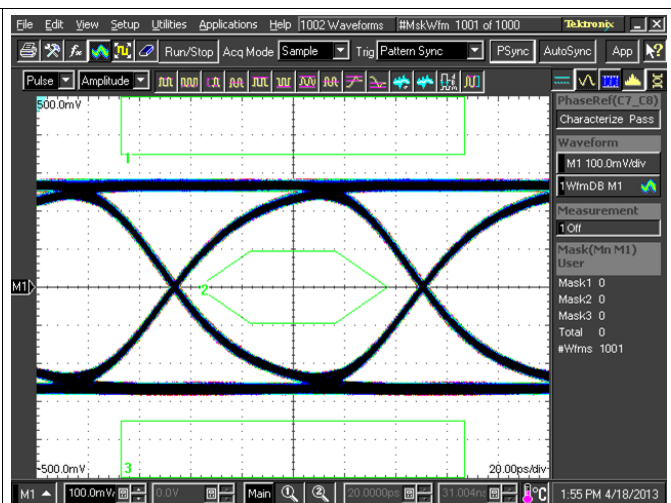 File Edit View Setup Utilities Applications Help 1002 Waveforms #MskWfm 1001 of 1000 Tektronix
Run/Stop Acq Mode Sample Trig Pattern Sync PSync AutoSync App
Pulse Amplitude
500.0mV
PhaseRef(C7_C8)
Characterize Pass
Waveform
M1 100.0mV/div
1 WfmDB M1
Measurement
1 Off
Mask(Mn M1)
User
Mask1 0
Mask2 0
Mask3 0
Total 0
#Wfms 1001
1
M1
2
3
-500.0mV
20.00ps/div
M1 100.0mV/ 0.0V Main 20.0000ps 31.004ns °C 1:55 PM 4/18/2013